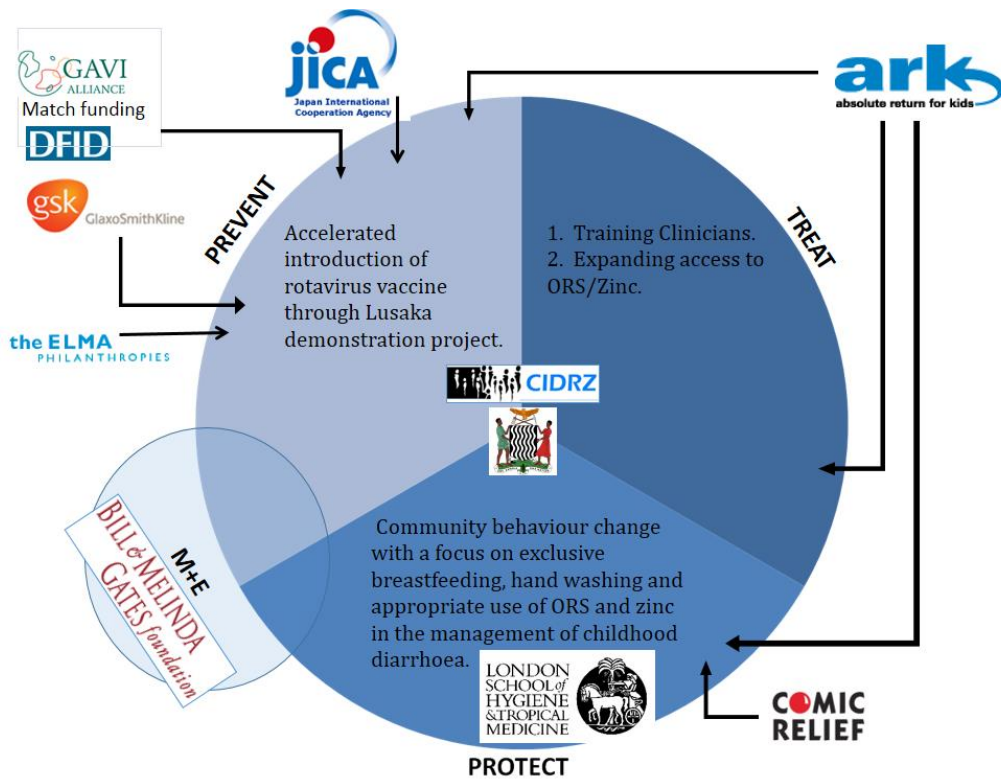 GAVI
ALLIANCE
Match funding
DFID
gsk
GlaxoSmithKline
the ELMA
PHILANTHROPIES
jica
Japan International
Cooperation Agency
ark
absolute return for kids
PREVENT
Accelerated
introduction of
rotavirus vaccine
through Lusaka
demonstration project.
TREAT
1. Training Clinicians.
2. Expanding access to
ORS/Zinc.
CIDRZ
M+E
BILL & MELINDA
GATES foundation
Community behaviour change
with a focus on exclusive
breastfeeding, hand washing and
appropriate use of ORS and zinc
in the management of childhood
diarrhoea.
LONDON
SCHOOL of
HYGIENE
&TROPICAL
MEDICINE
COMIC
RELIEF
PROTECT